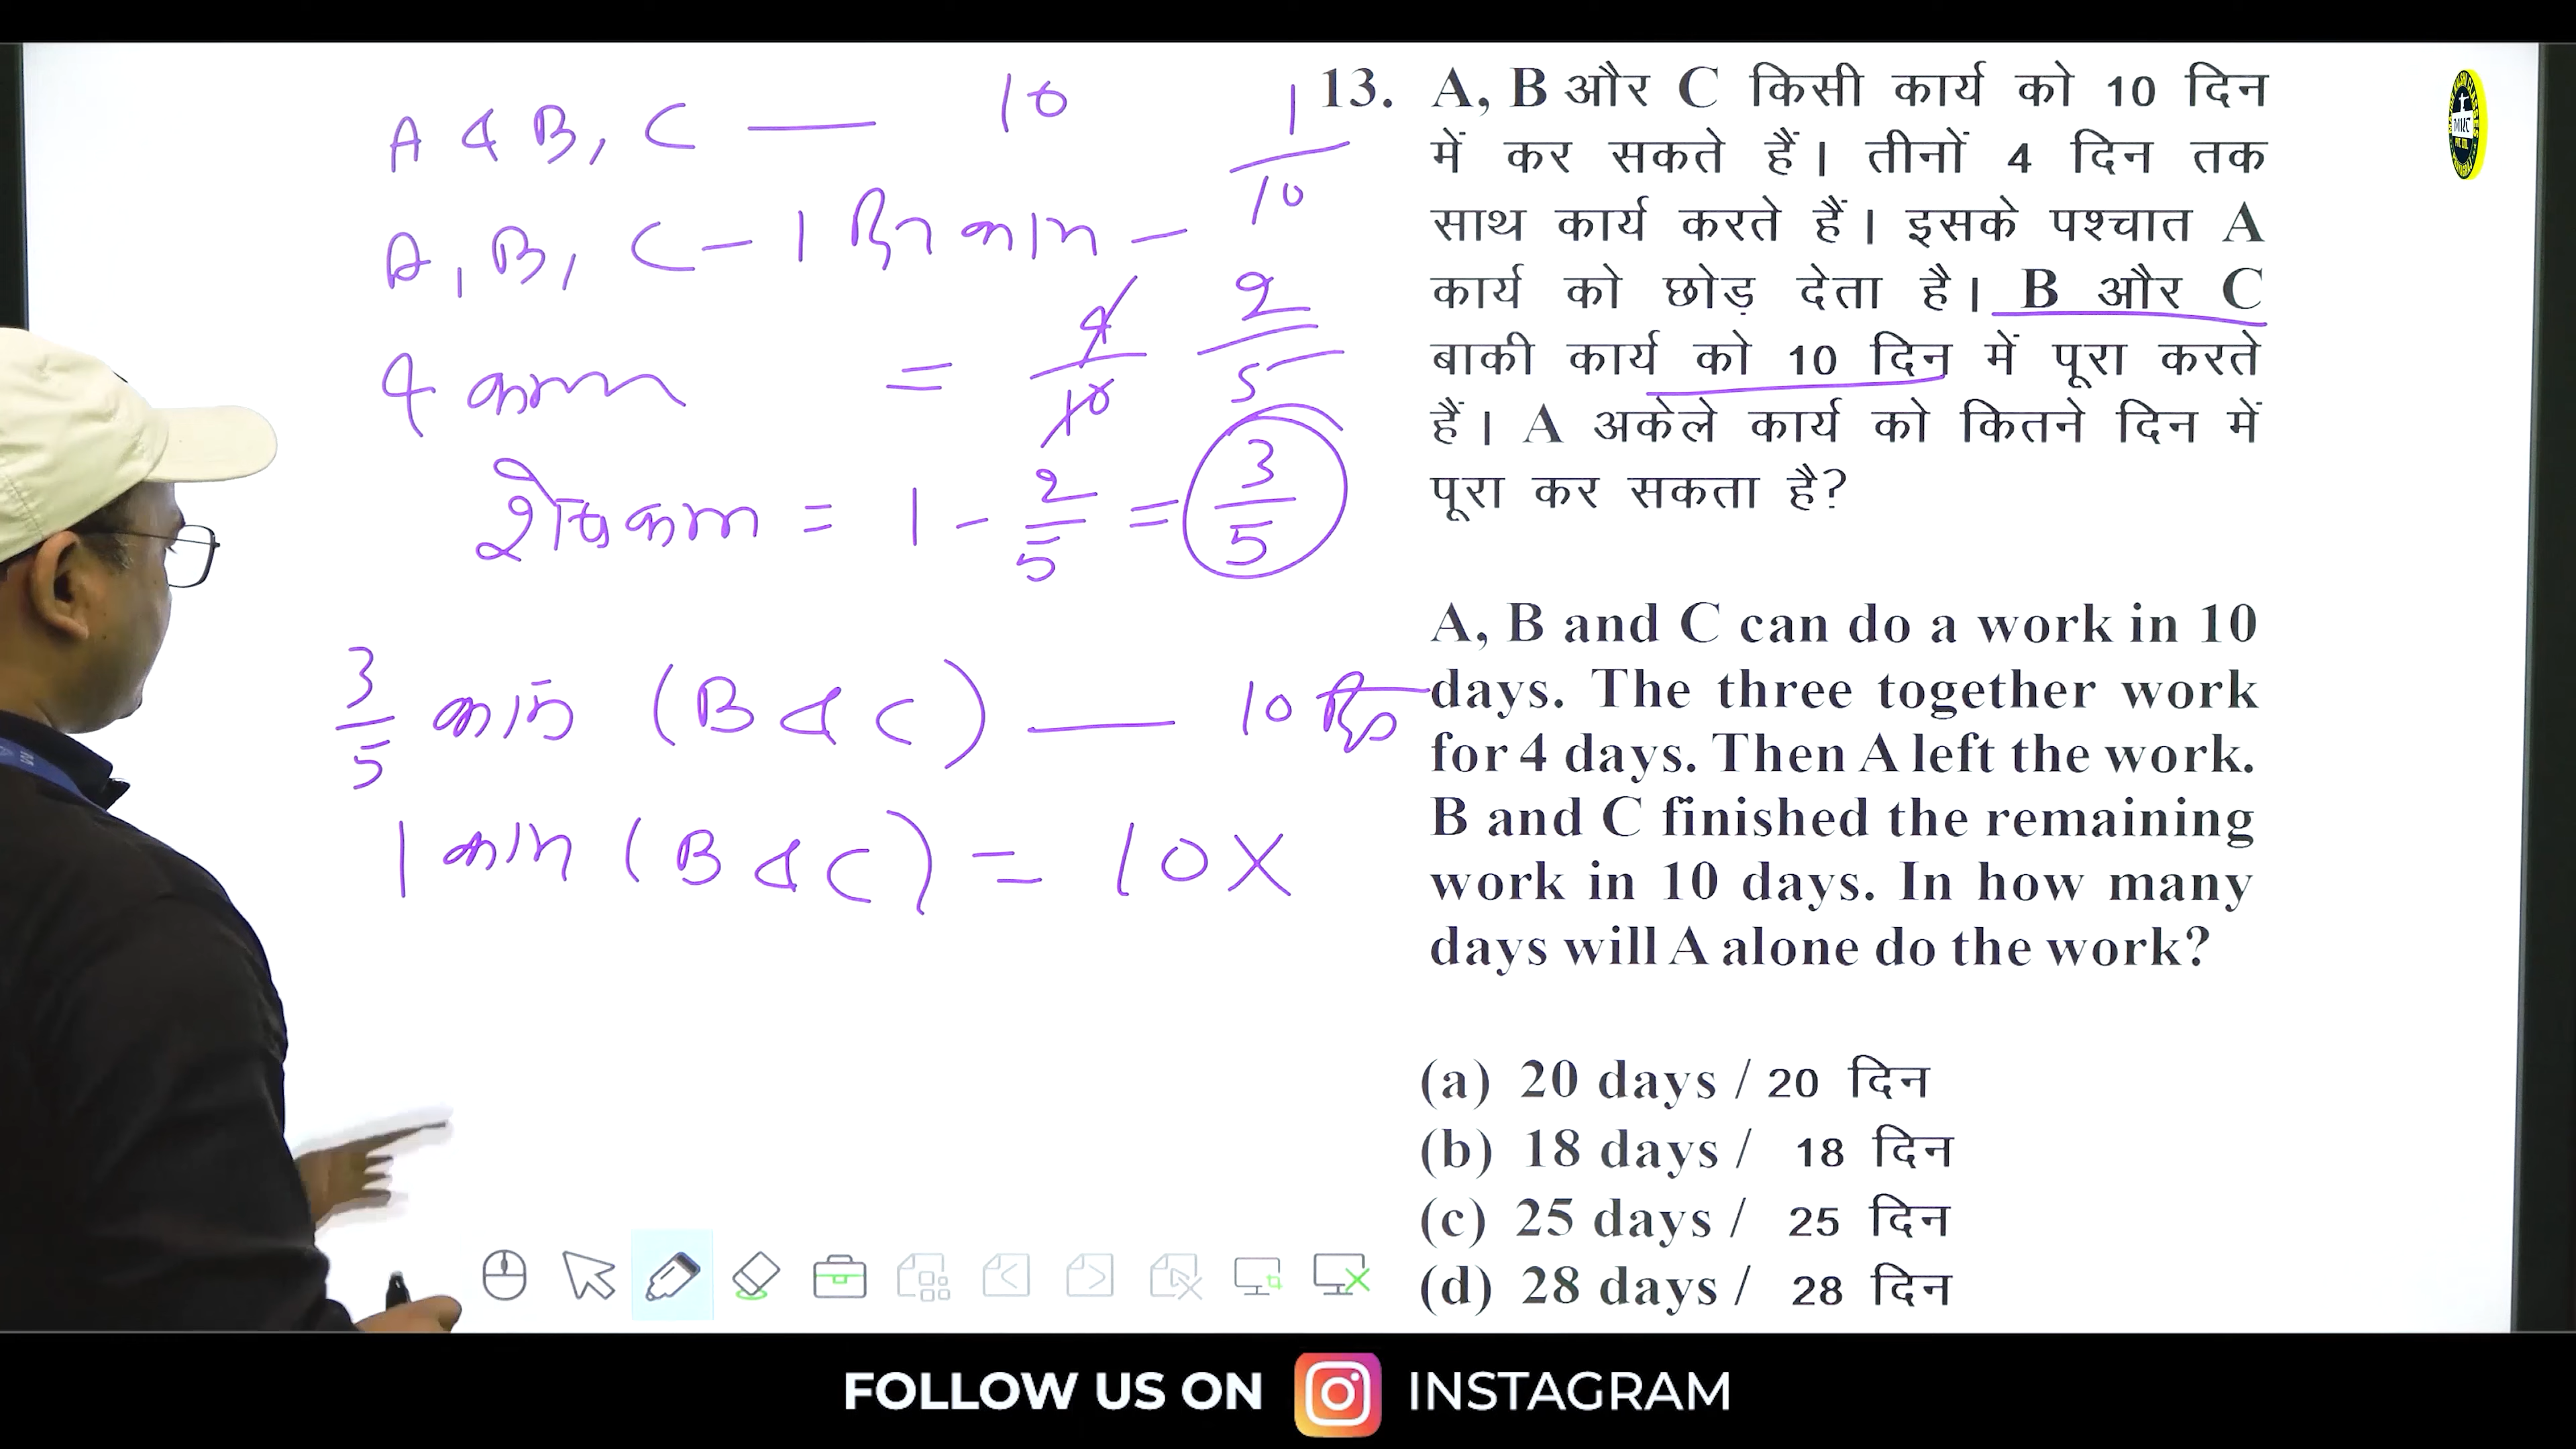 A & B, C — 10
A, B, C - 1 दिन काम - 1/10
4 काम = 4/10 2/5
शेषकाम = 1 - 2/5 = 3/5
3/5 काम (B & C) — 10 दिन
1 काम (B & C) = 10 X
13. A, B और C किसी कार्य को 10 दिन
में कर सकते हैं। तीनों 4 दिन तक
साथ कार्य करते हैं। इसके पश्चात A
कार्य को छोड़ देता है। B और C
बाकी कार्य को 10 दिन में पूरा करते
हैं। A अकेले कार्य को कितने दिन में
पूरा कर सकता है?
A, B and C can do a work in 10
days. The three together work
for 4 days. Then A left the work.
B and C finished the remaining
work in 10 days. In how many
days will A alone do the work?
(a) 20 days / 20 दिन
(b) 18 days / 18 दिन
(c) 25 days / 25 दिन
(d) 28 days / 28 दिन
FOLLOW US ON INSTAGRAM